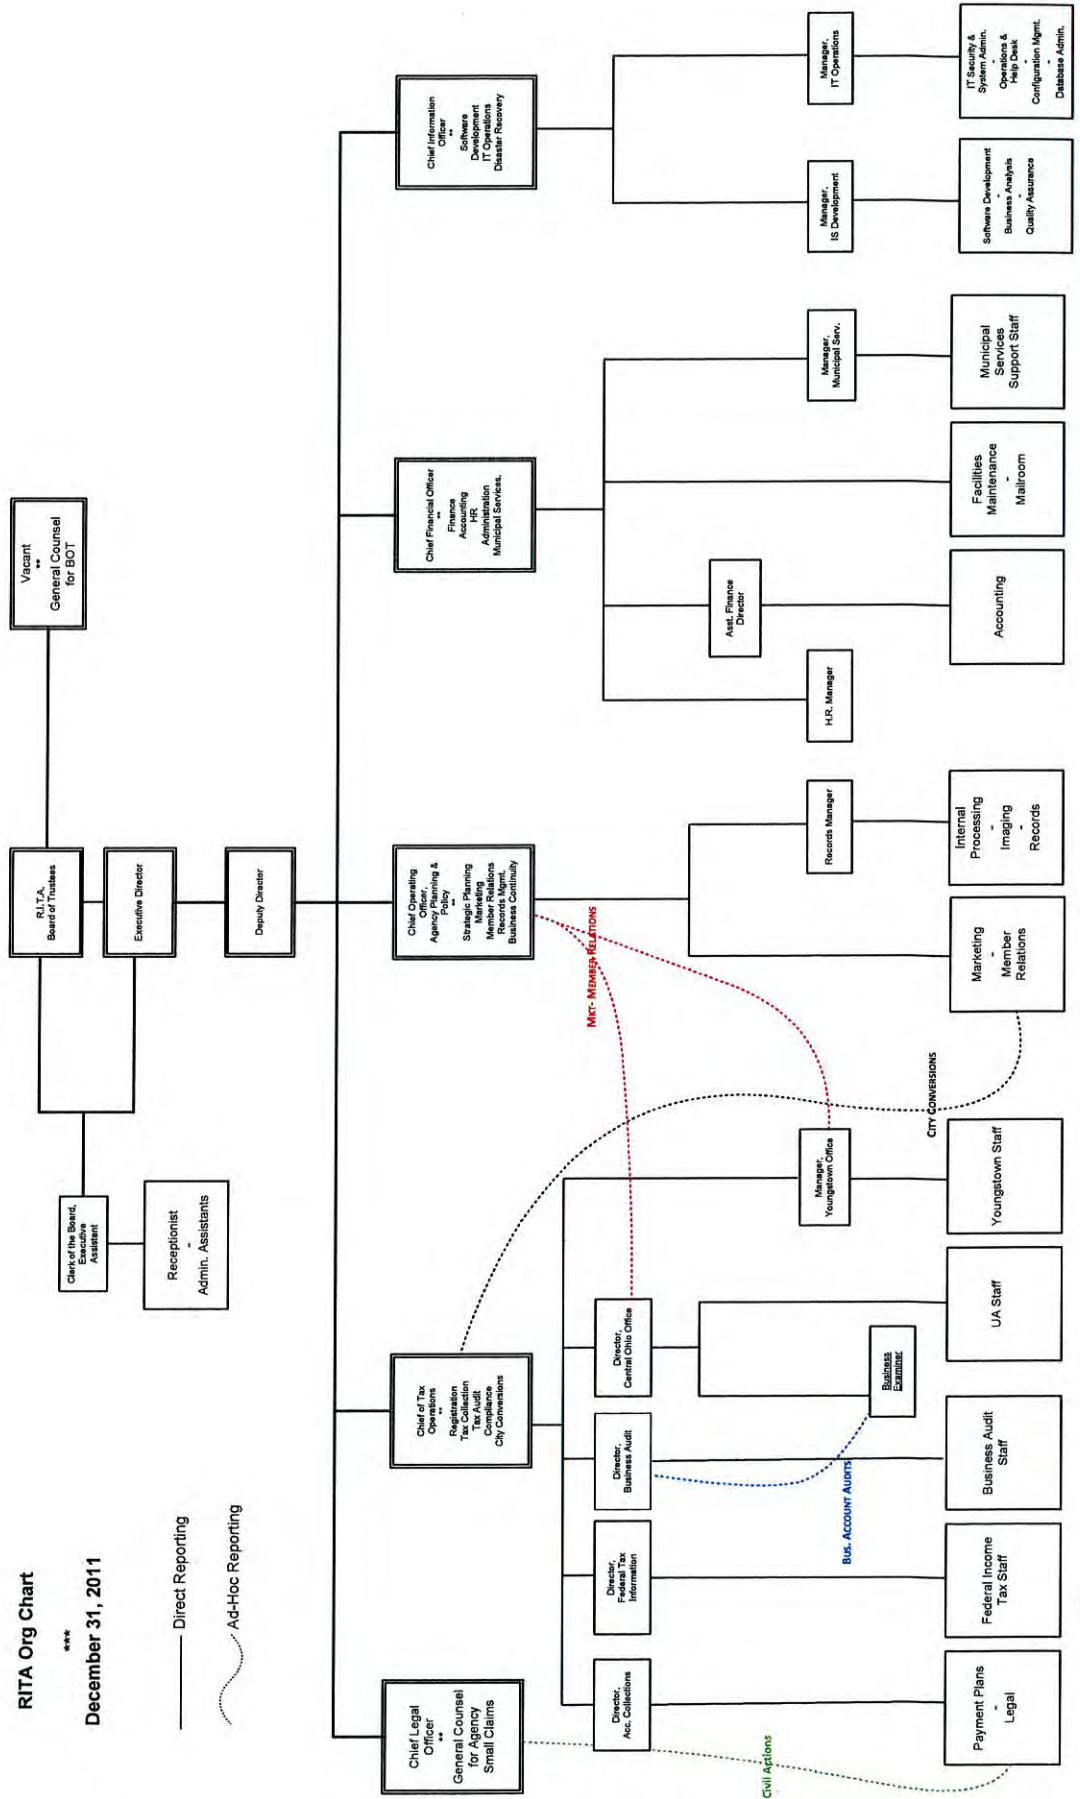 RITA Org Chart
***
December 31, 2011
Direct Reporting
Ad-Hoc Reporting
Vacant
**
General Counsel
for BOT
R.I.T.A.
Board of Trustees
Executive Director
Deputy Director
Clerk of the Board,
Executive
Assistant
Receptionist
-
Admin. Assistants
Chief Legal
Officer
**
General Counsel
for Agency
Small Claims
Chief of Tax
Operations
**
Registration
Tax Collection
Tax Audit
Compliance
City Conversions
Chief Operating
Officer,
Agency Planning &
Policy
**
Strategic Planning
Marketing
Member Relations
Records Mgmt.
Business Continuity
Chief Financial Officer
**
Finance
Accounting
HR
Administration
Municipal Services.
Chief Information
Officer
**
Software
Development
IT Operations
Disaster Recovery
MKT- MEMBER RELATIONS
Director,
Acc. Collections
Director,
Federal Tax
Information
Director,
Business Audit
Director,
Central Ohio Office
Asst. Finance
Director
Civil Actions
BUS. ACCOUNT AUDITS
Business
Examiner
Manager,
Youngstown Office
CITY CONVERSIONS
Records Manager
H.R. Manager
Manager,
Municipal Serv.
Manager,
IS Development
Manager,
IT Operations
Payment Plans
-
Legal
Federal Income
Tax Staff
Business Audit
Staff
UA Staff
Youngstown Staff
Marketing
-
Member
Relations
Internal
Processing
-
Imaging
-
Records
Accounting
Facilities
Maintenance
-
Mailroom
Municipal
Services
Support Staff
Software Development
-
Business Analysis
-
Quality Assurance
IT Security &
System Admin.
-
Operations &
Help Desk
-
Configuration Mgmt.
-
Database Admin.